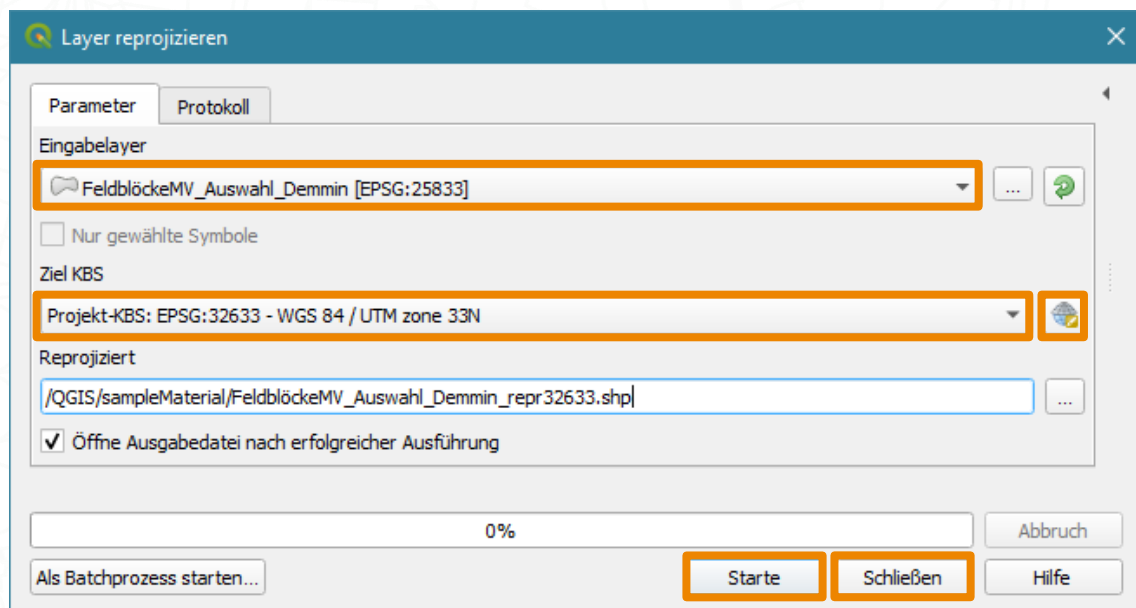 Layer reprojizieren
Parameter Protokoll
Eingabelayer
FeldblöckeMV_Auswahl_Demmin [EPSG:25833]
...
Nur gewählte Symbole
Ziel KBS
Projekt-KBS: EPSG:32633 - WGS 84 / UTM zone 33N
Reprojiziert
/QGIS/sampleMaterial/FeldblöckeMV_Auswahl_Demmin_repr32633.shp
...
Öffne Ausgabedatei nach erfolgreicher Ausführung
0%
Abbruch
Als Batchprozess starten... Starte Schließen Hilfe